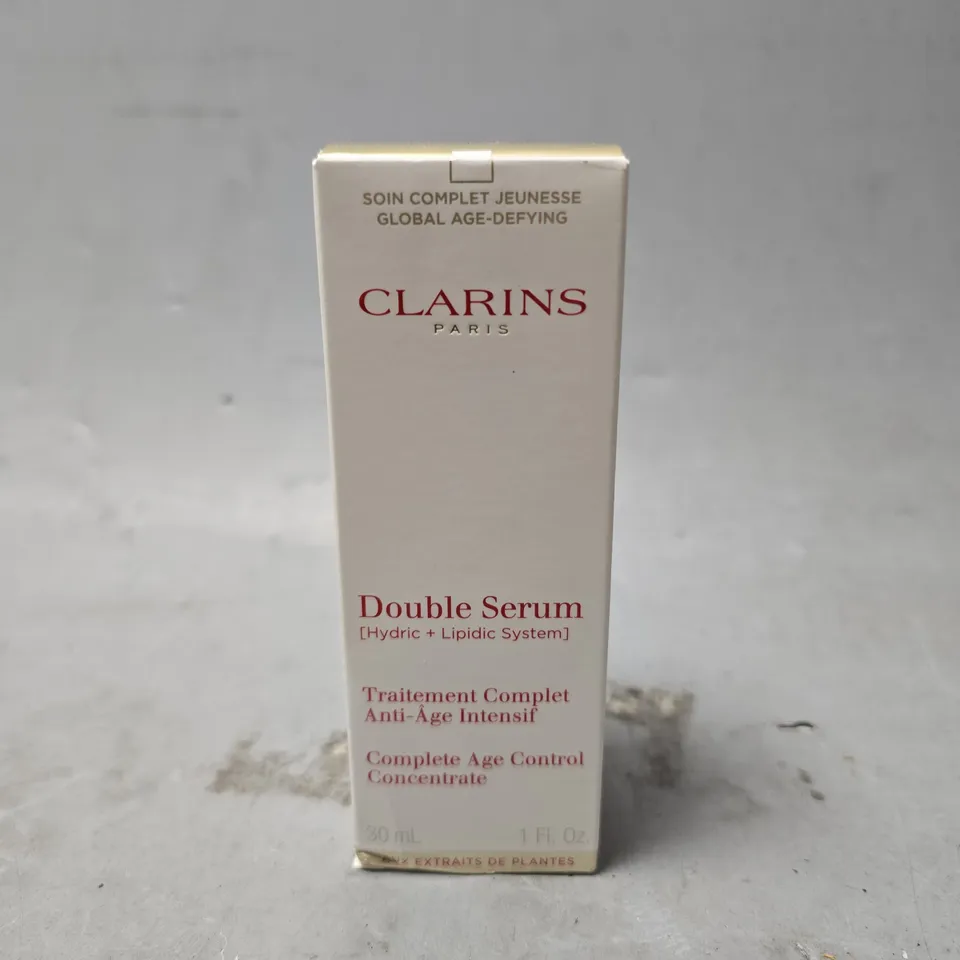 SOIN COMPLET JEUNESSE
GLOBAL AGE-DEFYING
CLARINS
PARIS
Double Serum
[Hydric + Lipidic System]
Traitement Complet
Anti-Âge Intensif
Complete Age Control
Concentrate
30 mL 1 Fl. Oz.
AUX EXTRAITS DE PLANTES